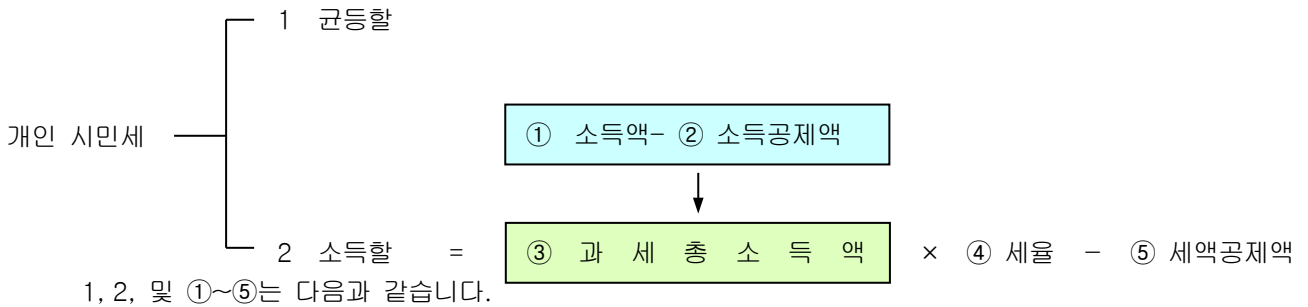 1 균등할
개인 시민세
① 소득액- ② 소득공제액
2 소득할 = ③ 과 세 총 소 득 액 × ④ 세율 - ⑤ 세액공제액
1, 2, 및 ①~⑤는 다음과 같습니다.